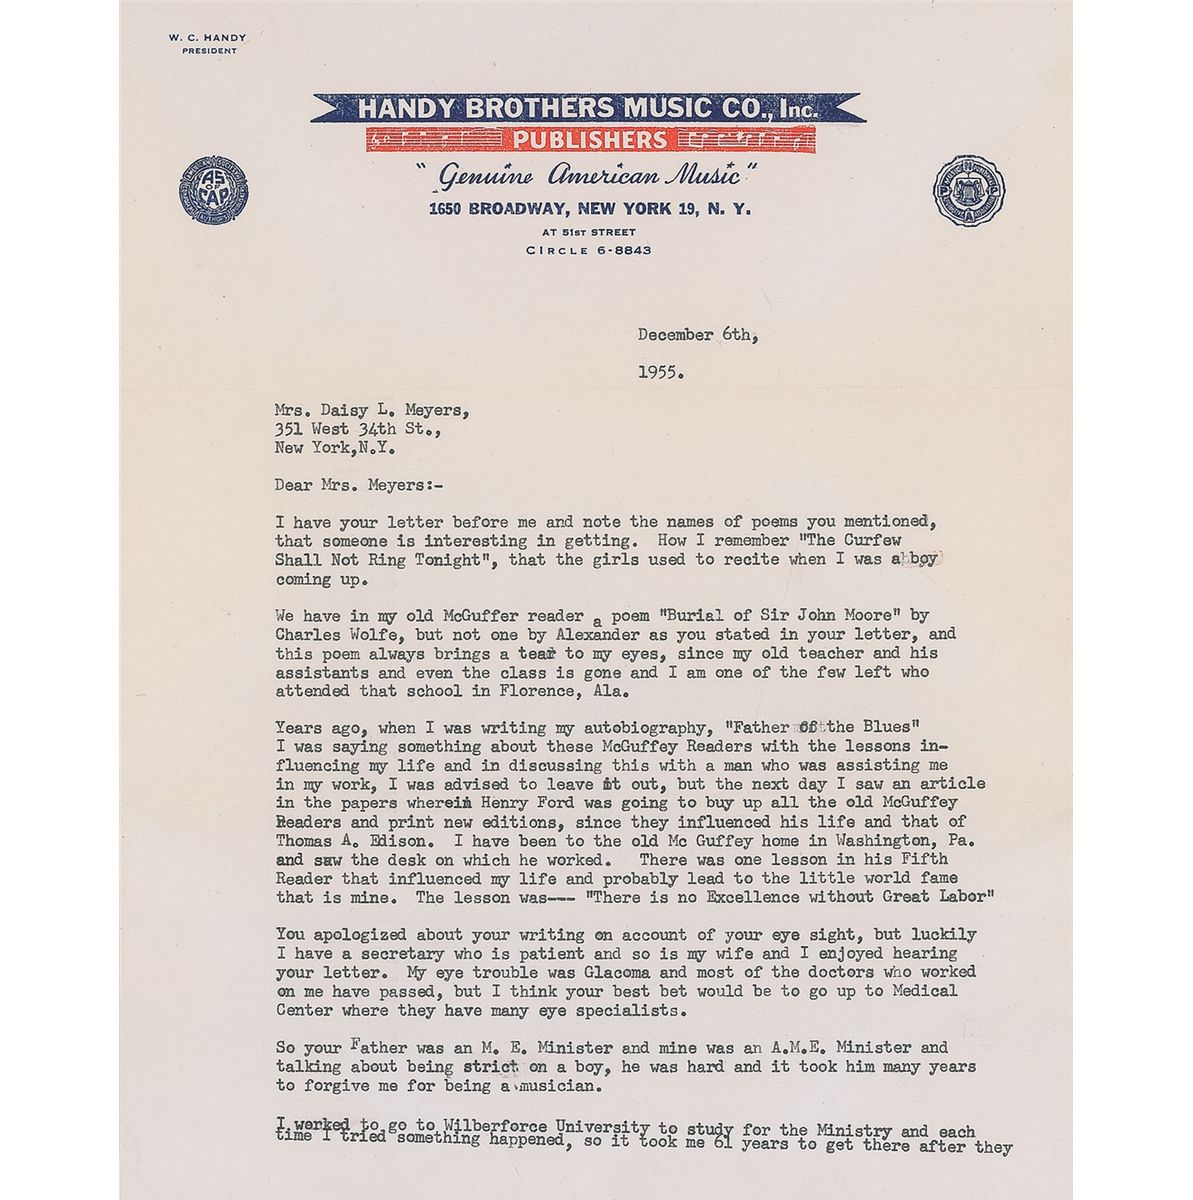 W. C. HANDY
PRESIDENT
HANDY BROTHERS MUSIC CO., Inc.
PUBLISHERS
"Genuine American Music"
AS
OF
CAP
1650 BROADWAY, NEW YORK 19, N. Y.
AT 51ST STREET
CIRCLE 6-8843
December 6th,
1955.
Mrs. Daisy L. Meyers,
351 West 34th St.,
New York,N.Y.
Dear Mrs. Meyers:-
I have your letter before me and note the names of poems you mentioned,
that someone is interesting in getting. How I remember "The Curfew
Shall Not Ring Tonight", that the girls used to recite when I was a boy
coming up.
We have in my old McGuffer reader a poem "Burial of Sir John Moore" by
Charles Wolfe, but not one by Alexander as you stated in your letter, and
this poem always brings a tear to my eyes, since my old teacher and his
assistants and even the class is gone and I am one of the few left who
attended that school in Florence, Ala.
Years ago, when I was writing my autobiography, "Father of the Blues"
I was saying something about these McGuffey Readers with the lessons in-
fluencing my life and in discussing this with a man who was assisting me
in my work, I was advised to leave it out, but the next day I saw an article
in the papers wherein Henry Ford was going to buy up all the old McGuffey
Readers and print new editions, since they influenced his life and that of
Thomas A. Edison. I have been to the old Mc Guffey home in Washington, Pa.
and saw the desk on which he worked. There was one lesson in his Fifth
Reader that influenced my life and probably lead to the little world fame
that is mine. The lesson was--- "There is no Excellence without Great Labor"
You apologized about your writing on account of your eye sight, but luckily
I have a secretary who is patient and so is my wife and I enjoyed hearing
your letter. My eye trouble was Glacoma and most of the doctors who worked
on me have passed, but I think your best bet would be to go up to Medical
Center where they have many eye specialists.
So your Father was an M. E. Minister and mine was an A.M.E. Minister and
talking about being strict on a boy, he was hard and it took him many years
to forgive me for being a musician.
I worked to go to Wilberforce University to study for the Ministry and each
time I tried something happened, so it took me 61 years to get there after they